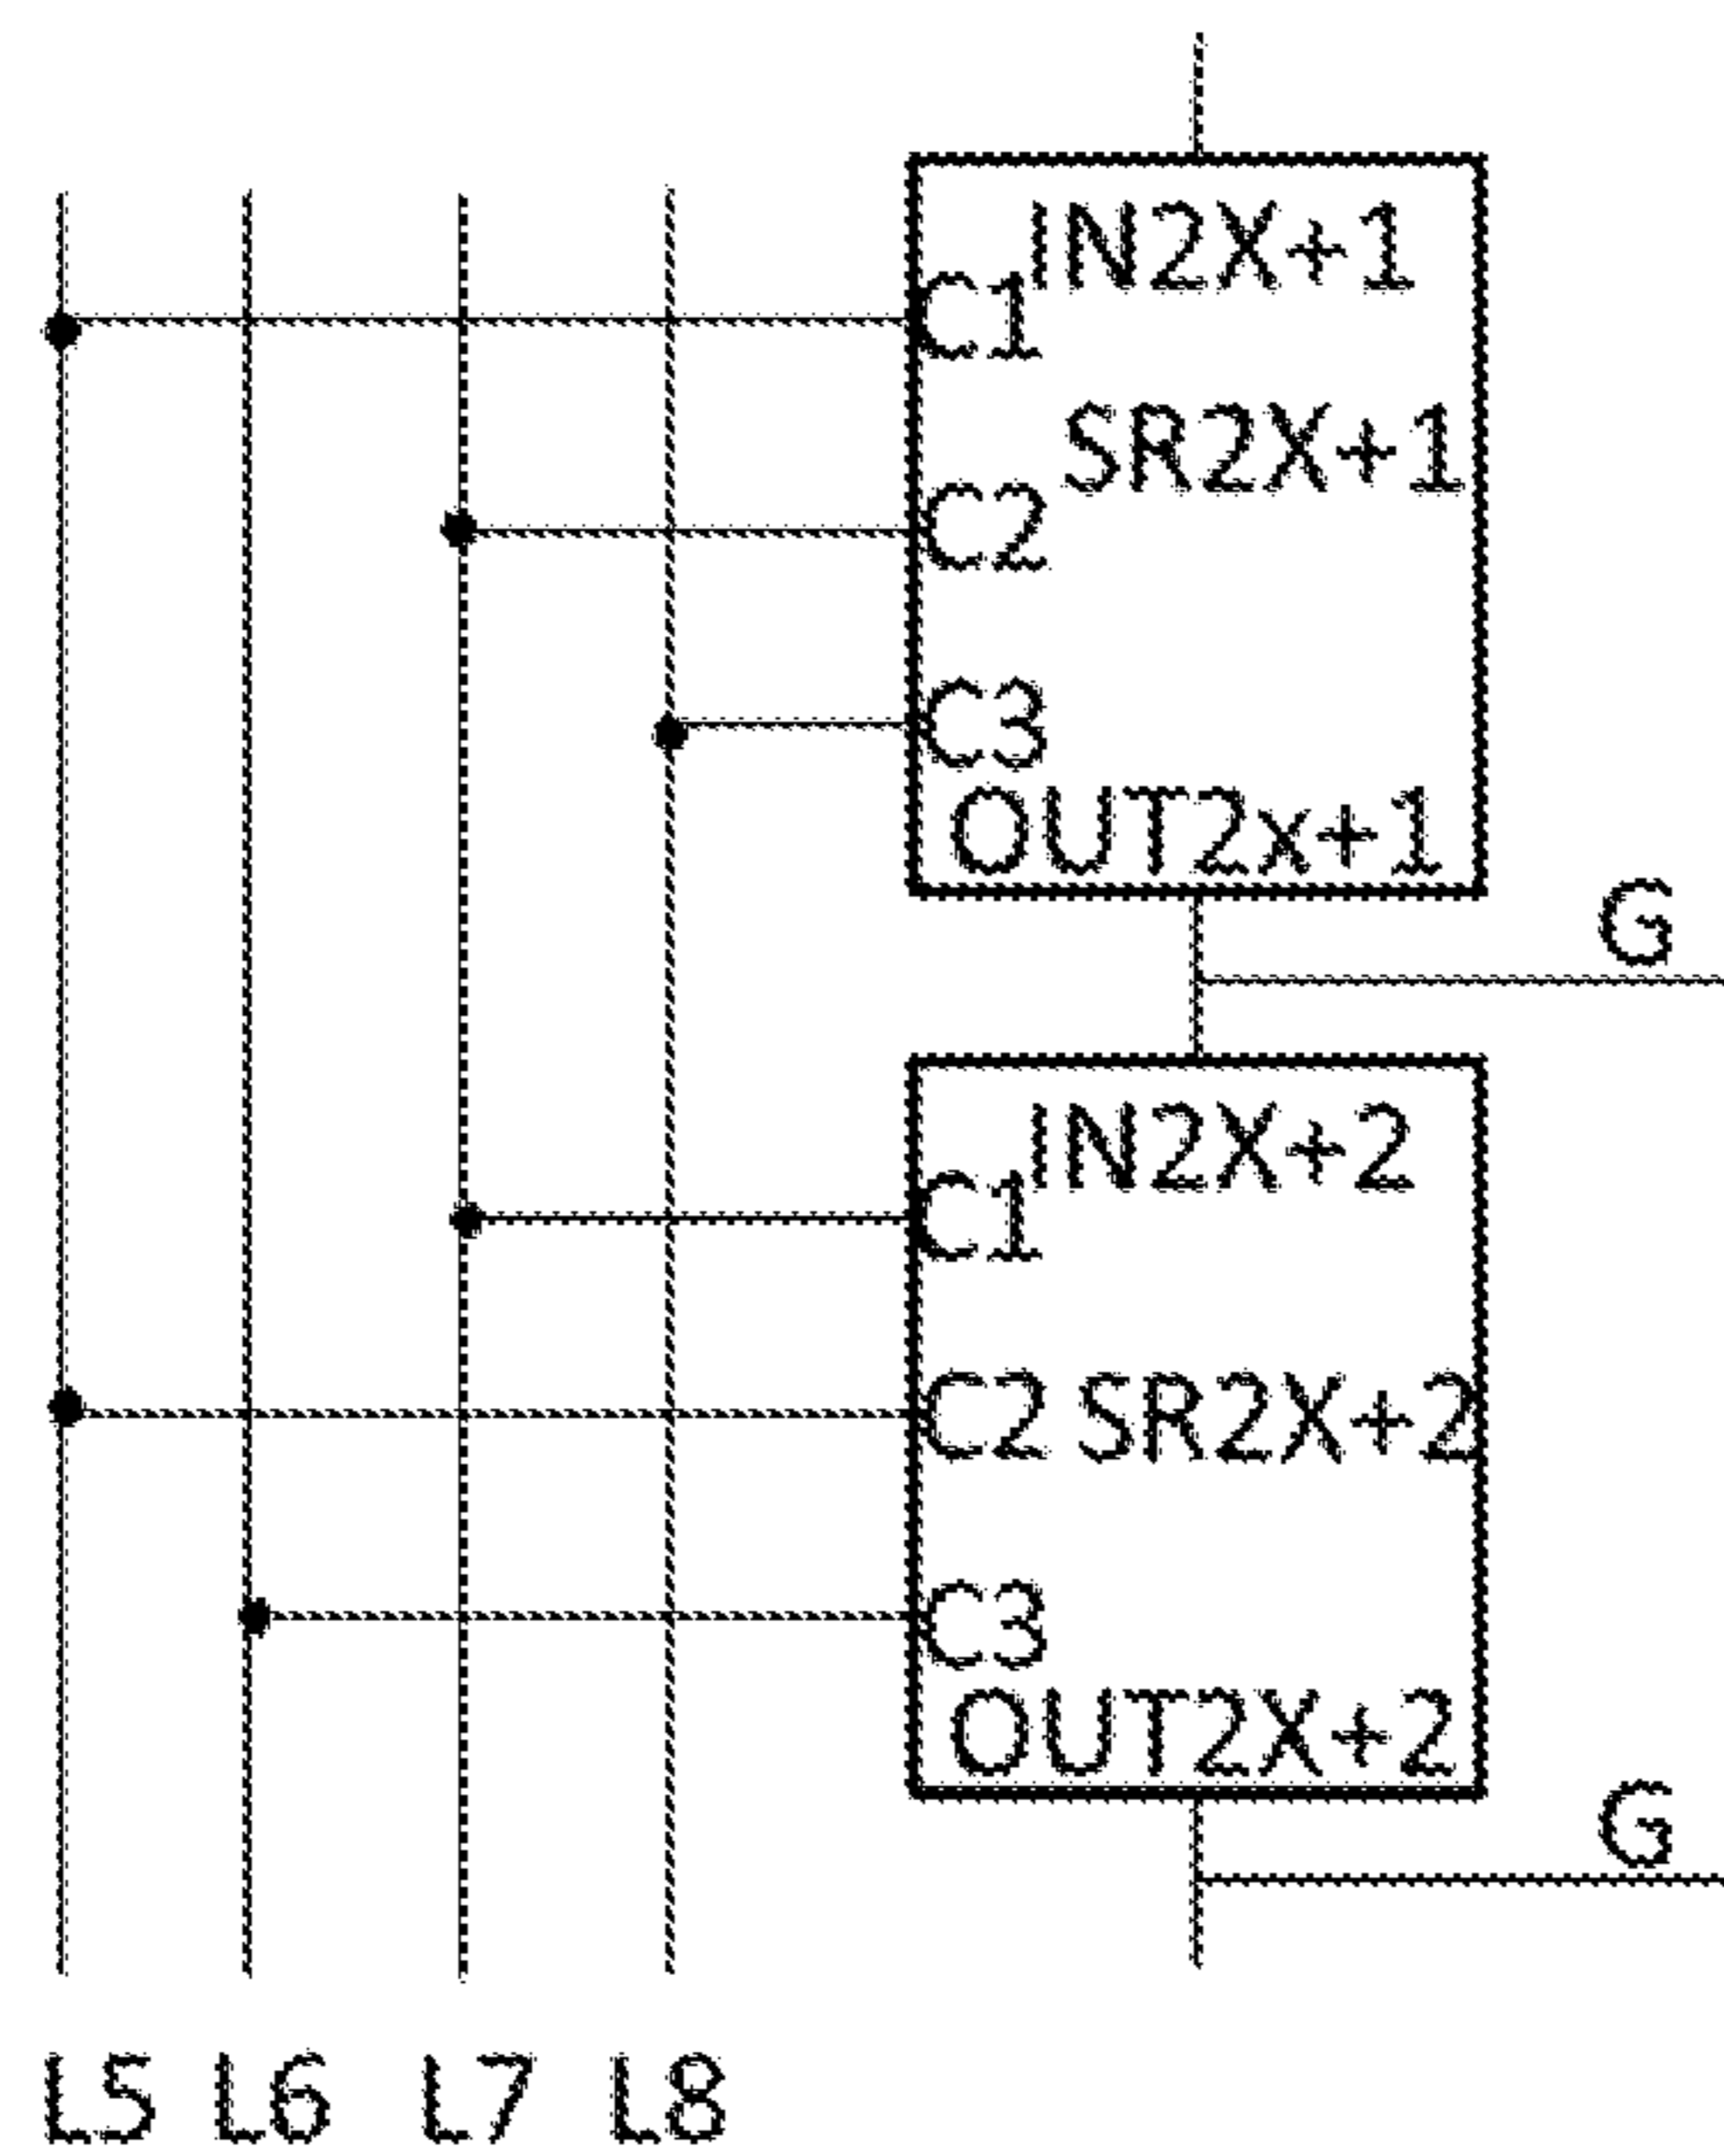 IN2X+1
C1
SR2X+1
C2
C3
OUT2x+1
G
IN2X+2
C1
C2 SR2X+2
C3
OUT2X+2
G
L5 L6 L7 L8